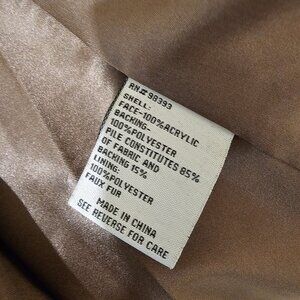 RN#98393
SHELL:
FACE-100%ACRYLIC
BACKING-
100%POLYESTER
PILE CONSTITUTES 85%
OF FABRIC AND
BACKING 15%
LINING:
100%POLYESTER
FAUX FUR
MADE IN CHINA
SEE REVERSE FOR CARE